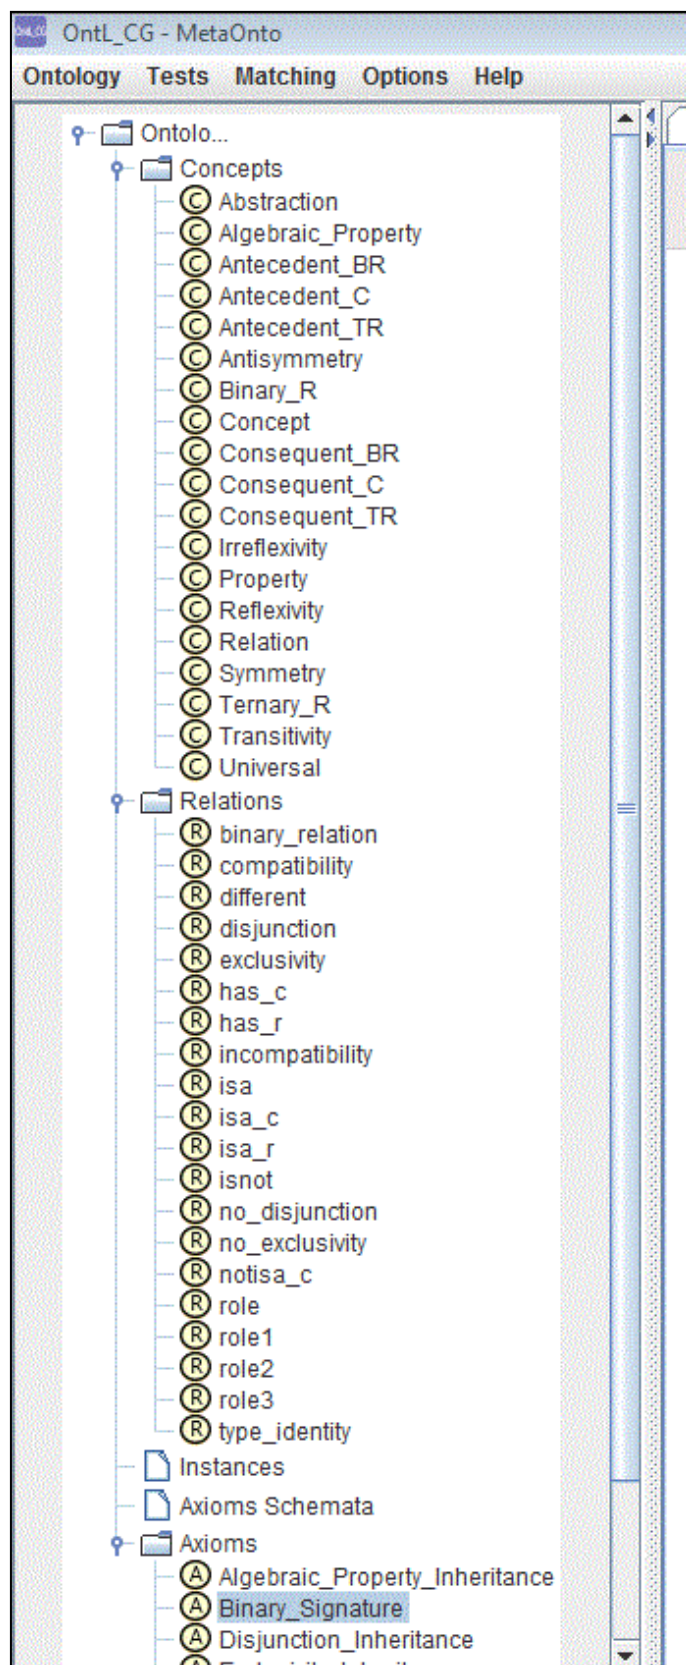 OntL_CG - MetaOnto
Ontology Tests Matching Options Help
Ontolo...
Concepts
C Abstraction
C Algebraic_Property
C Antecedent_BR
C Antecedent_C
C Antecedent_TR
C Antisymmetry
C Binary_R
C Concept
C Consequent_BR
C Consequent_C
C Consequent_TR
C Irreflexivity
C Property
C Reflexivity
C Relation
C Symmetry
C Ternary_R
C Transitivity
C Universal
Relations
R binary_relation
R compatibility
R different
R disjunction
R exclusivity
R has_c
R has_r
R incompatibility
R isa
R isa_c
R isa_r
R isnot
R no_disjunction
R no_exclusivity
R notisa_c
R role
R role1
R role2
R role3
R type_identity
Instances
Axioms Schemata
Axioms
A Algebraic_Property_Inheritance
A Binary_Signature
A Disjunction_Inheritance